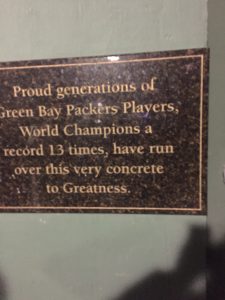 Proud generations of
Green Bay Packers Players,
World Champions a
record 13 times, have run
over this very concrete
to Greatness.